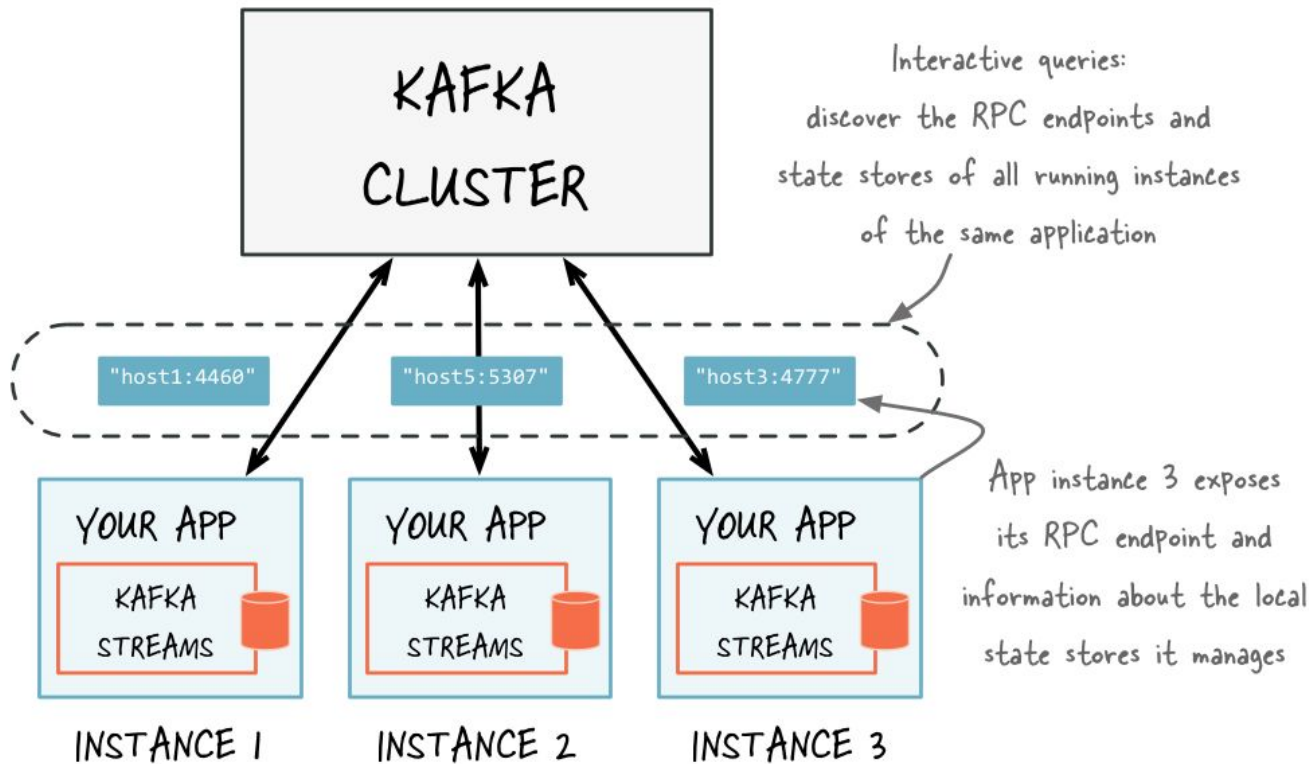 KAFKA
CLUSTER
Interactive queries:
discover the RPC endpoints and
state stores of all running instances
of the same application
"host1:4460"
"host5:5307"
"host3:4777"
YOUR APP
KAFKA
STREAMS
INSTANCE 1
YOUR APP
KAFKA
STREAMS
INSTANCE 2
YOUR APP
KAFKA
STREAMS
INSTANCE 3
App instance 3 exposes
its RPC endpoint and
information about the local
state stores it manages